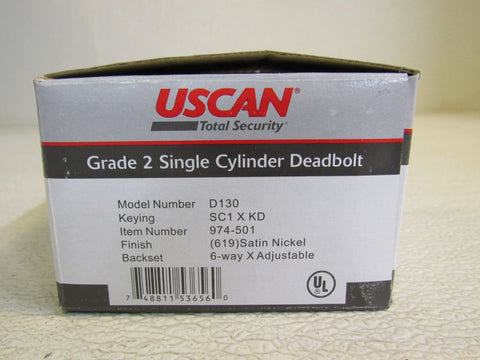 USCAN®
Total Security™
Grade 2 Single Cylinder Deadbolt
Model Number D130
Keying SC1 X KD
Item Number 974-501
Finish (619)Satin Nickel
Backset 6-way X Adjustable
7 48811 53656 0
UL